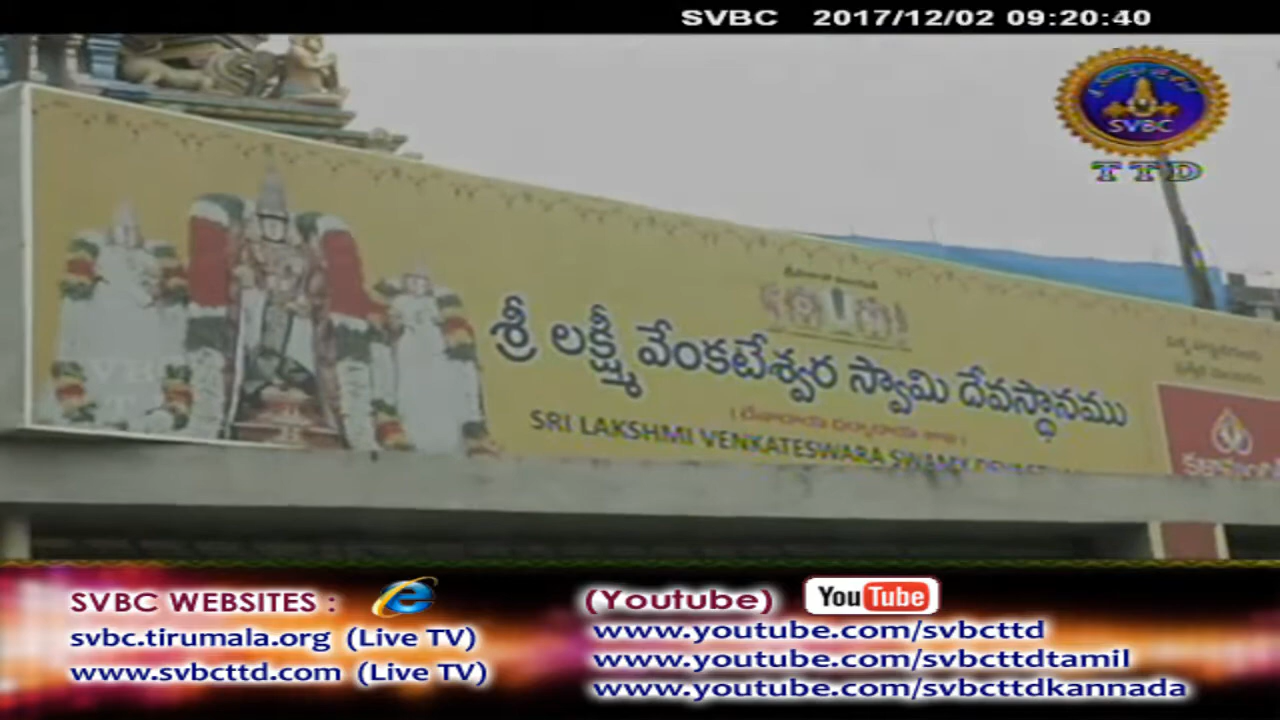 SVBC 2017/12/02 09:20:40
SVBC
TTD
శ్రీ లక్ష్మీ వేంకటేశ్వర స్వామి దేవస్థానము
SRI LAKSHMI VENKATESWARA SWAMY
SVBC WEBSITES :
svbc.tirumala.org (Live TV)
www.svbcttd.com (Live TV)
(Youtube) YouTube
www.youtube.com/svbcttd
www.youtube.com/svbcttdtamil
www.youtube.com/svbcttdkannada